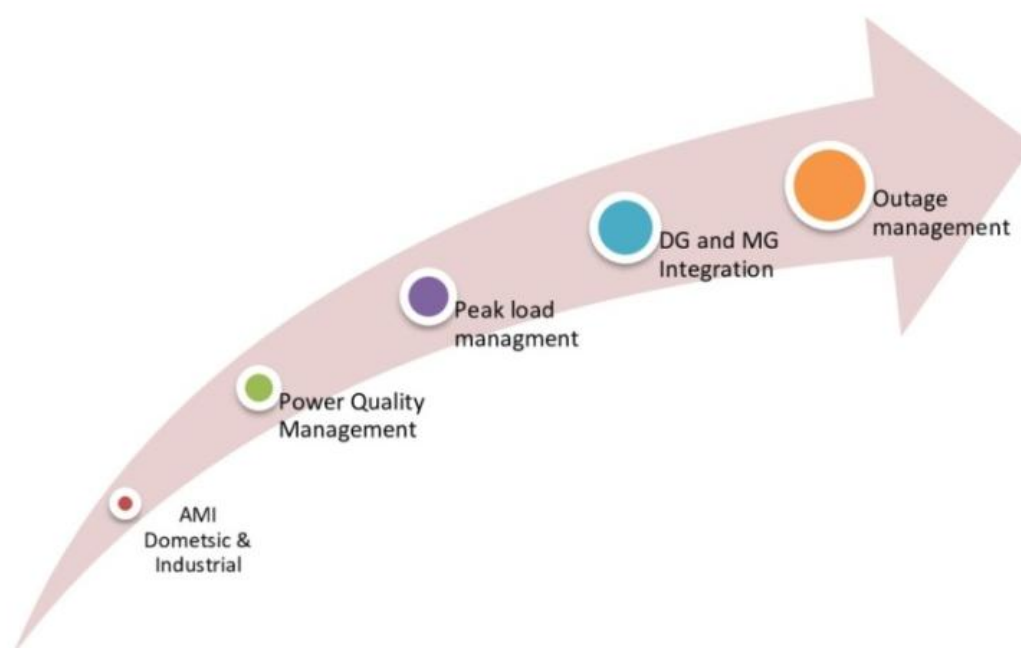 AMI
Dometsic &
Industrial
Power Quality
Management
Peak load
managment
DG and MG
Integration
Outage
management